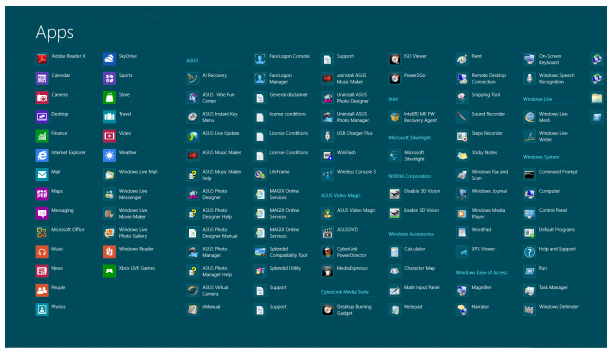 Apps
Adobe Reader X
Calendar
Camera
Desktop
Finance
Internet Explorer
Mail
Maps
Messaging
Microsoft Office
Music
News
People
Photos
SkyDrive
Sports
Store
Travel
Video
Weather
Windows Live Mail
Windows Live
Messenger
Windows Live
Movie Maker
Windows Live
Photo Gallery
Windows Reader
Xbox LIVE Games
ASUS
AI Recovery
ASUS Vibe Fun
Center
ASUS Instant Key
Menu
ASUS Live Update
ASUS Music Maker
ASUS Music Maker
help
ASUS Photo
Designer
ASUS Photo
Designer Help
ASUS Photo
Designer Manual
ASUS Photo
Manager
ASUS Photo
Manager Help
ASUS Virtual
Camera
eManual
FaceLogon Console
FaceLogon
Manager
General disclaimer
license conditions
License Conditions
License Conditions
LifeFrame
MAGIX Online
Services
MAGIX Online
Services
MAGIX Online
Services
Splendid
Compatibility Tool
Splendid Utility
Support
Support
Support
uninstall ASUS
Music Maker
Uninstall ASUS
Photo Designer
Uninstall ASUS
Photo Manager
USB Charger Plus
WinFlash
Wireless Console 3
ASUS Video Magic
ASUS Video Magic
ASUSDVD
CyberLink
PowerDirector
MediaEspresso
CyberLink Media Suite
Desktop Burning
Gadget
ISO Viewer
Power2Go
Intel
Intel(R) ME FW
Recovery Agent
Microsoft Silverlight
Microsoft
Silverlight
NVIDIA Corporation
Disable 3D Vision
Disable 3D Vision
Windows Accessories
Calculator
Character Map
Math Input Panel
Notepad
Paint
Remote Desktop
Connection
Snipping Tool
Sound Recorder
Steps Recorder
Sticky Notes
Windows Fax and
Scan
Windows Journal
Windows Media
Player
WordPad
XPS Viewer
Windows Ease of Access
Magnifier
Narrator
On-Screen
Keyboard
Windows Speech
Recognition
Windows Live
Windows Live
Mesh
Windows Live
Writer
Windows System
Command Prompt
Computer
Control Panel
Default Programs
Help and Support
Run
Task Manager
Windows Defender